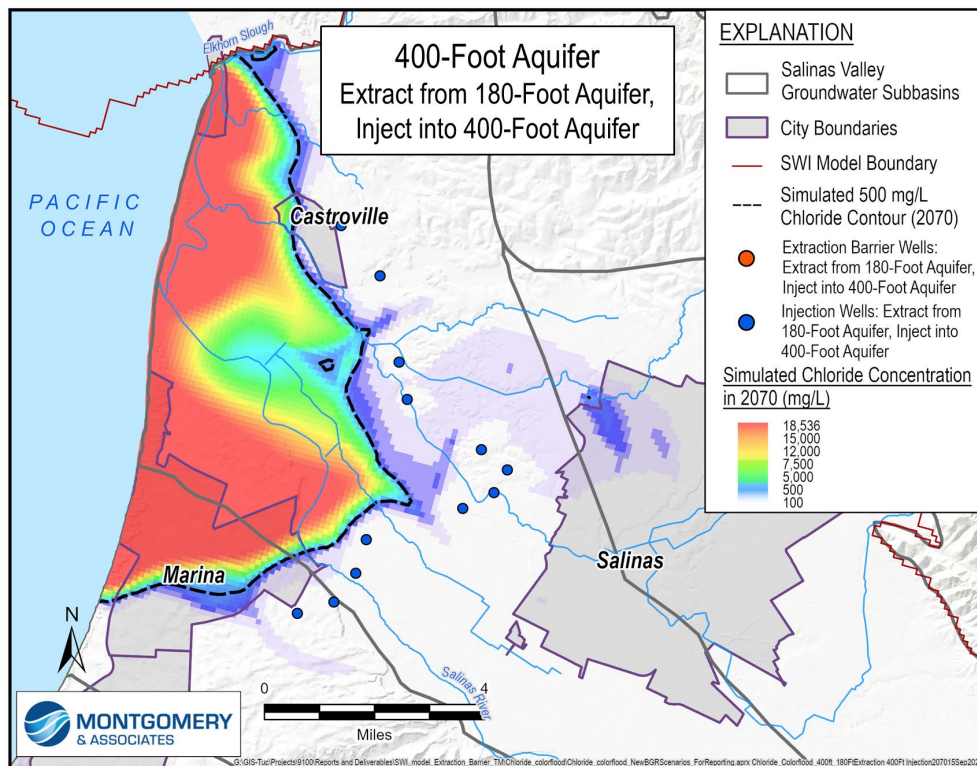 400-Foot Aquifer
Extract from 180-Foot Aquifer,
Inject into 400-Foot Aquifer
Elkhorn Slough
PACIFIC
OCEAN
Castroville
Marina
Salinas
Salinas River
N
0 4
Miles
MONTGOMERY
& ASSOCIATES
EXPLANATION
Salinas Valley
Groundwater Subbasins
City Boundaries
SWI Model Boundary
Simulated 500 mg/L
Chloride Contour (2070)
Extraction Barrier Wells:
Extract from 180-Foot Aquifer,
Inject into 400-Foot Aquifer
Injection Wells: Extract from
180-Foot Aquifer, Inject into
400-Foot Aquifer
Simulated Chloride Concentration
in 2070 (mg/L)
18,536
15,000
12,000
7,500
5,000
500
100